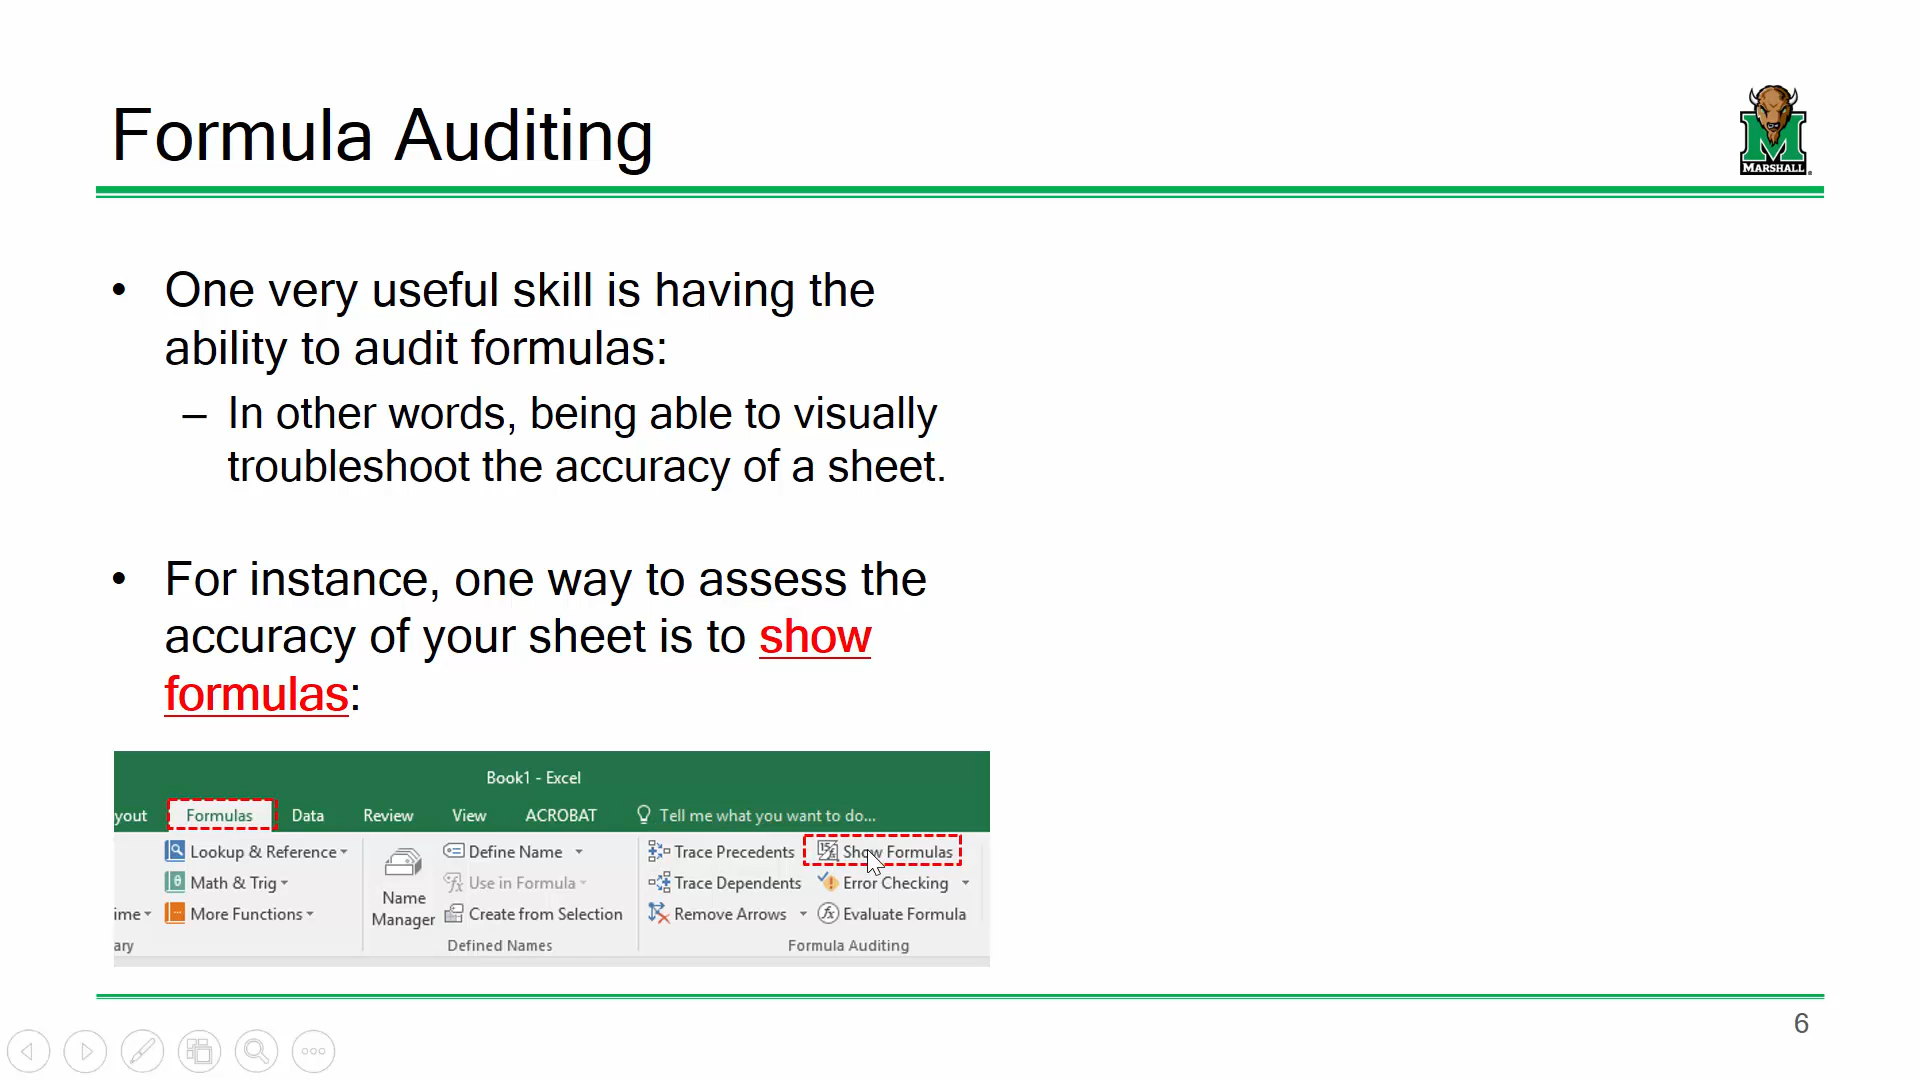 Formula Auditing
MARSHALL
• One very useful skill is having the
ability to audit formulas:
– In other words, being able to visually
troubleshoot the accuracy of a sheet.
• For instance, one way to assess the
accuracy of your sheet is to show
formulas:
Book1 - Excel
yout Formulas Data Review View ACROBAT Tell me what you want to do...
Lookup & Reference
Math & Trig
ime More Functions
ary
Name
Manager
Define Name
Use in Formula
Create from Selection
Defined Names
Trace Precedents Show Formulas
Trace Dependents Error Checking
Remove Arrows Evaluate Formula
Formula Auditing
6